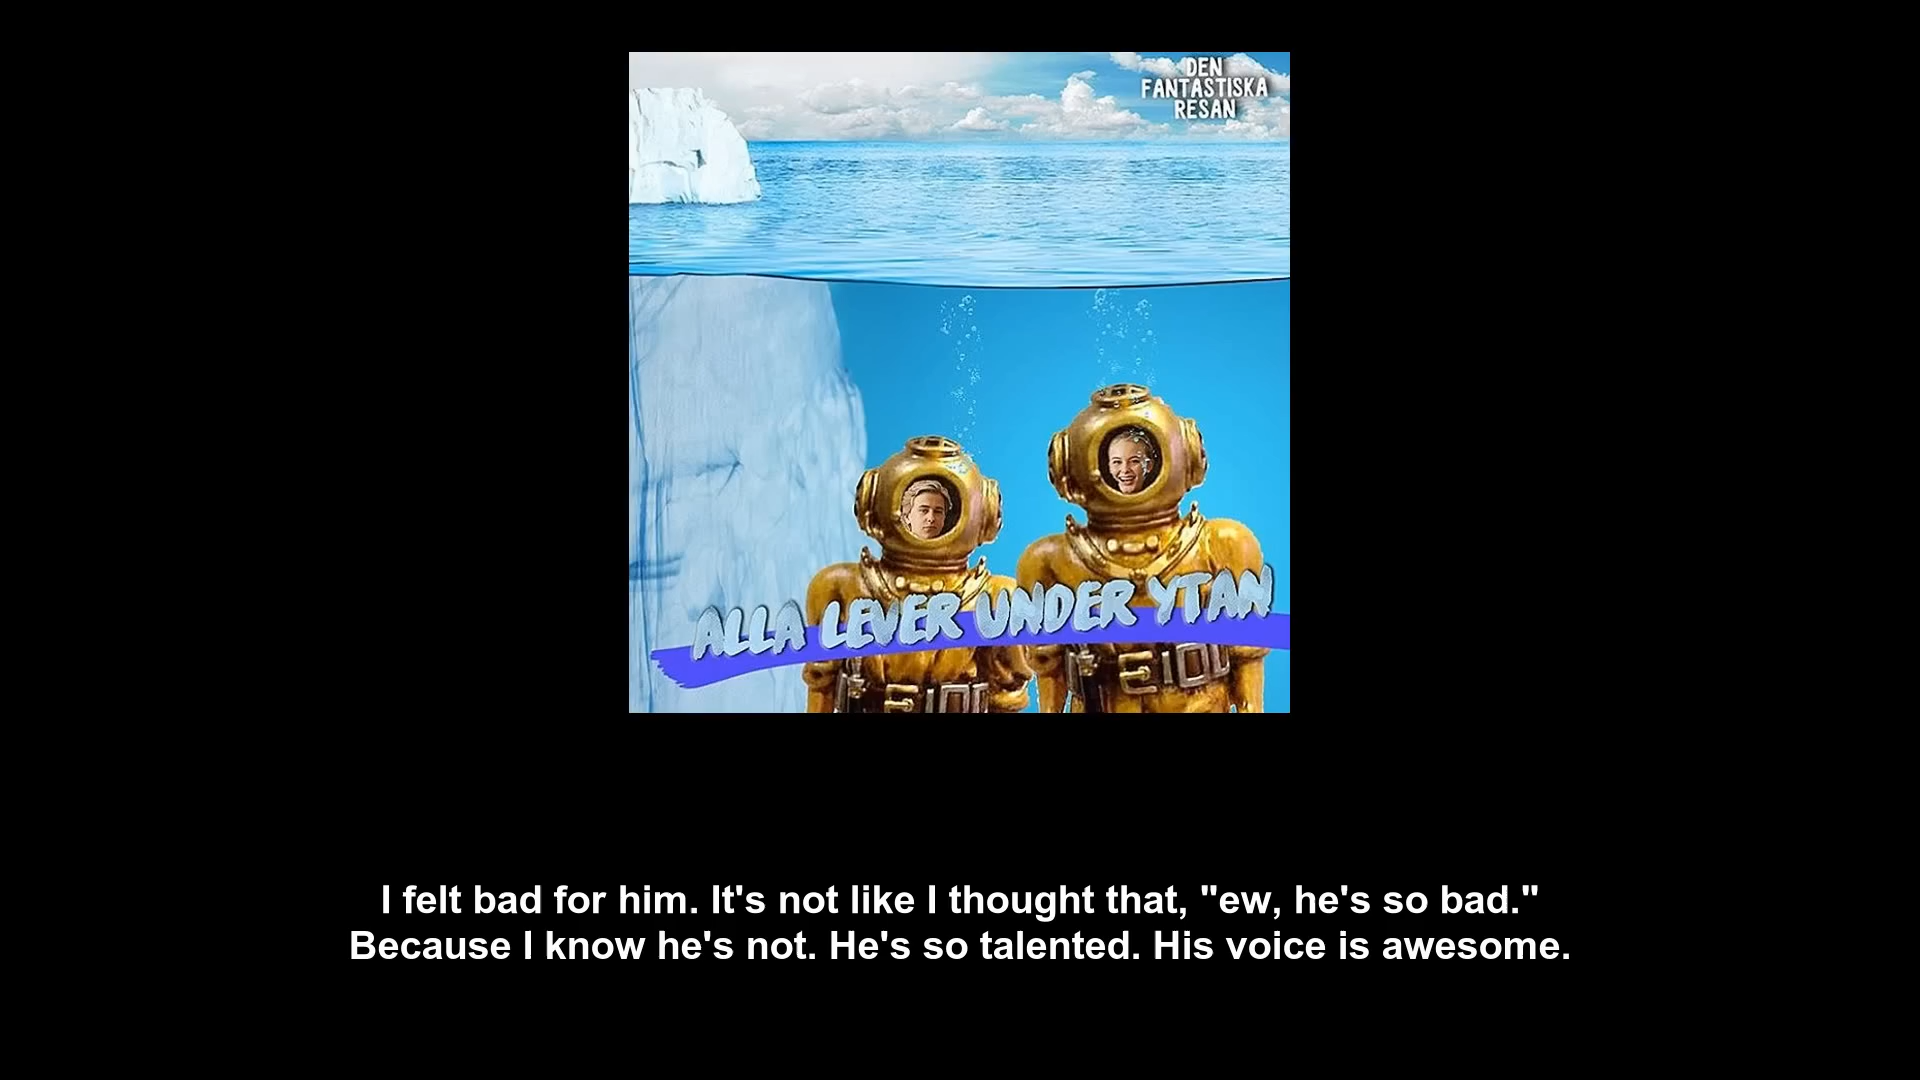 DEN
FANTASTISKA
RESAN
ALLA LEVER UNDER YTAN
I felt bad for him. It's not like I thought that, "ew, he's so bad."
Because I know he's not. He's so talented. His voice is awesome.